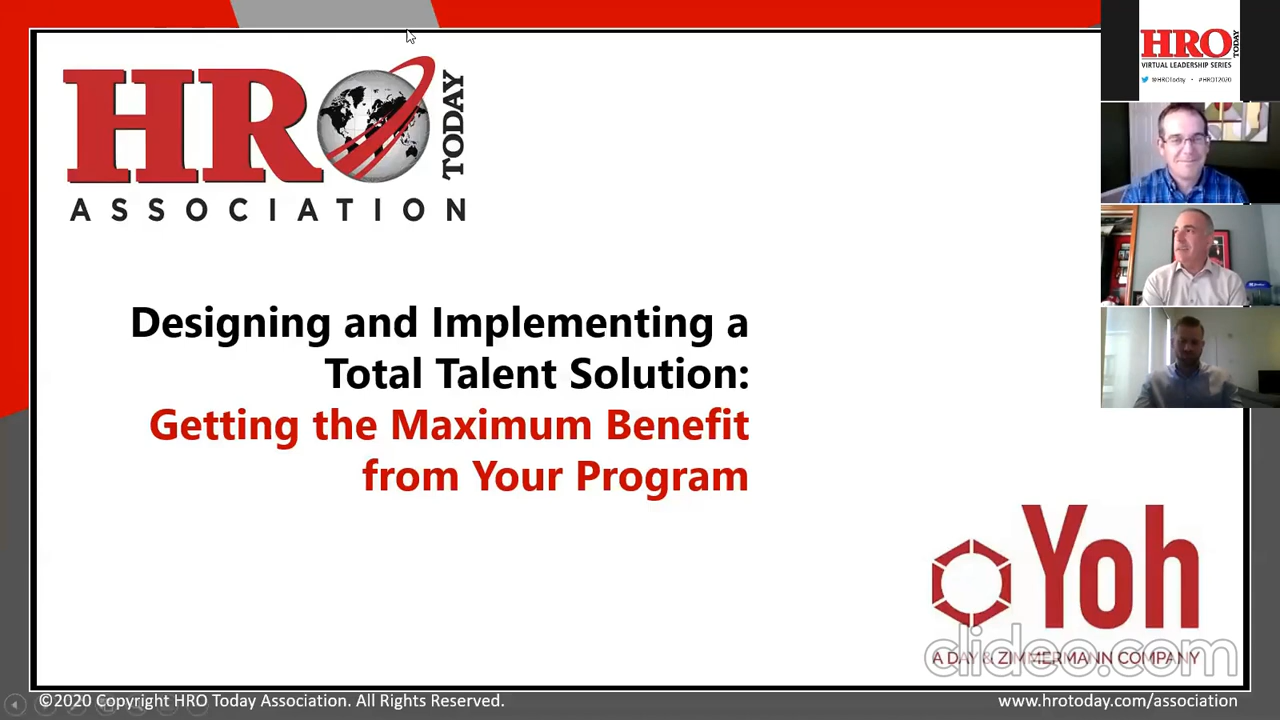 HRO
TODAY
ASSOCIATION
HRO
TODAY
VIRTUAL LEADERSHIP SERIES
@HROToday • #HROT2020
Designing and Implementing a
Total Talent Solution:
Getting the Maximum Benefit
from Your Program
Yoh
A DAY & ZIMMERMANN COMPANY
clideo.com
©2020 Copyright HRO Today Association. All Rights Reserved.
www.hrotoday.com/association